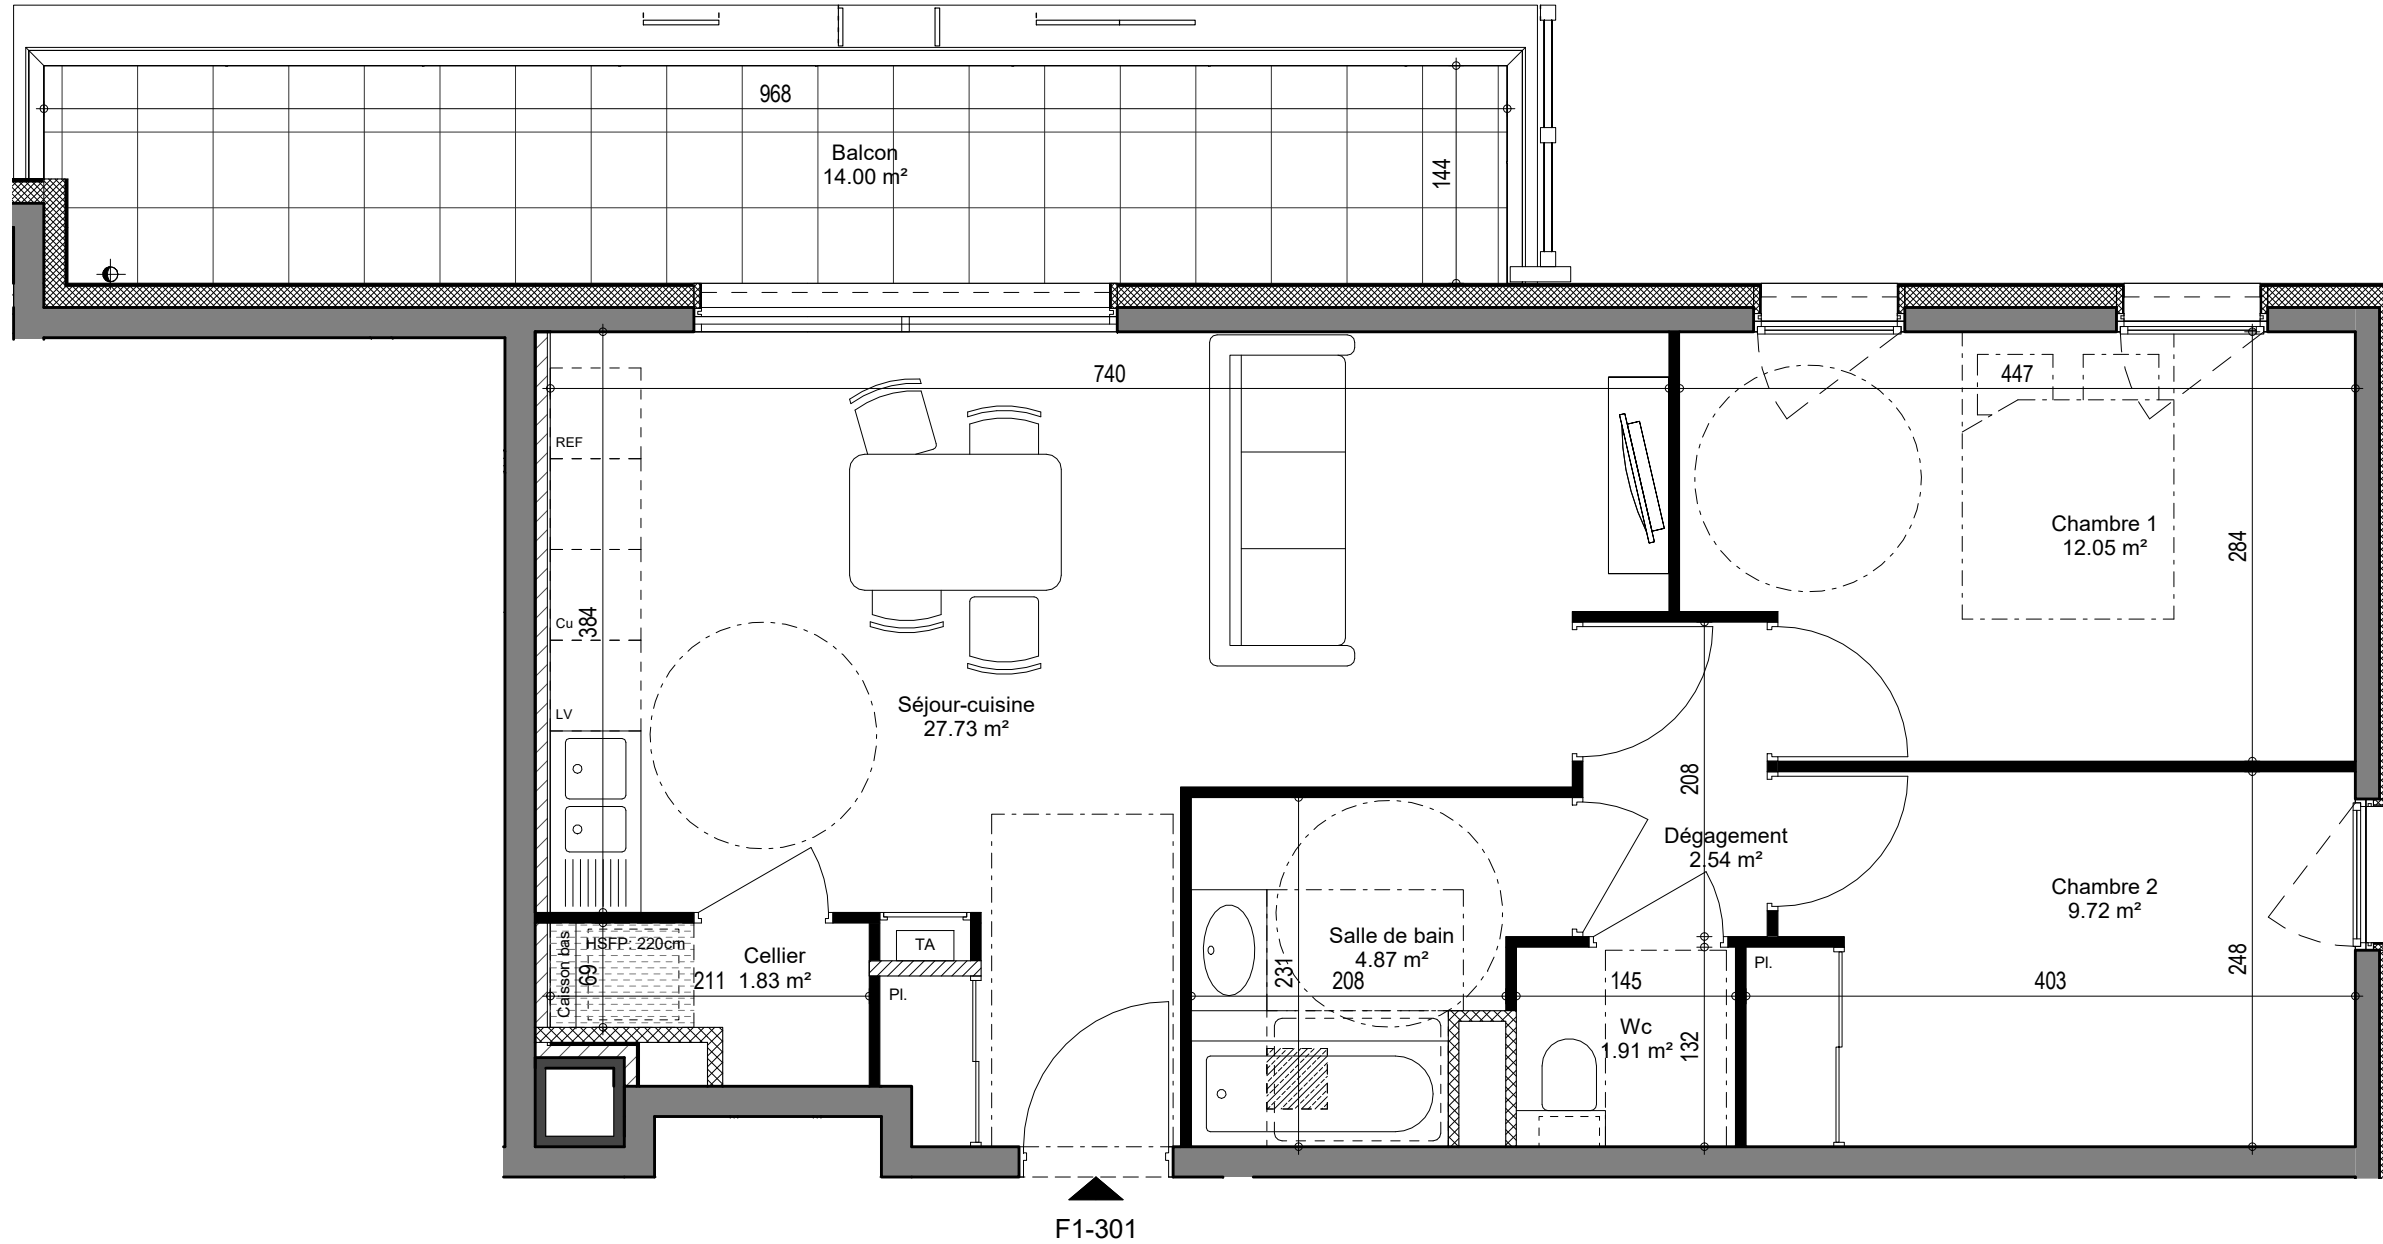 968
Balcon
14.00 m²
144
740
447
REF
Chambre 1
12.05 m²
284
384
Cu
LV
Séjour-cuisine
27.73 m²
208
Dégagement
2.54 m²
Chambre 2
9.72 m²
248
Caisson bas
HSFP: 220cm
69
211
Cellier
1.83 m²
TA
Pl.
Salle de bain
4.87 m²
231
208
145
Wc
1.91 m²
132
Pl.
403
F1-301